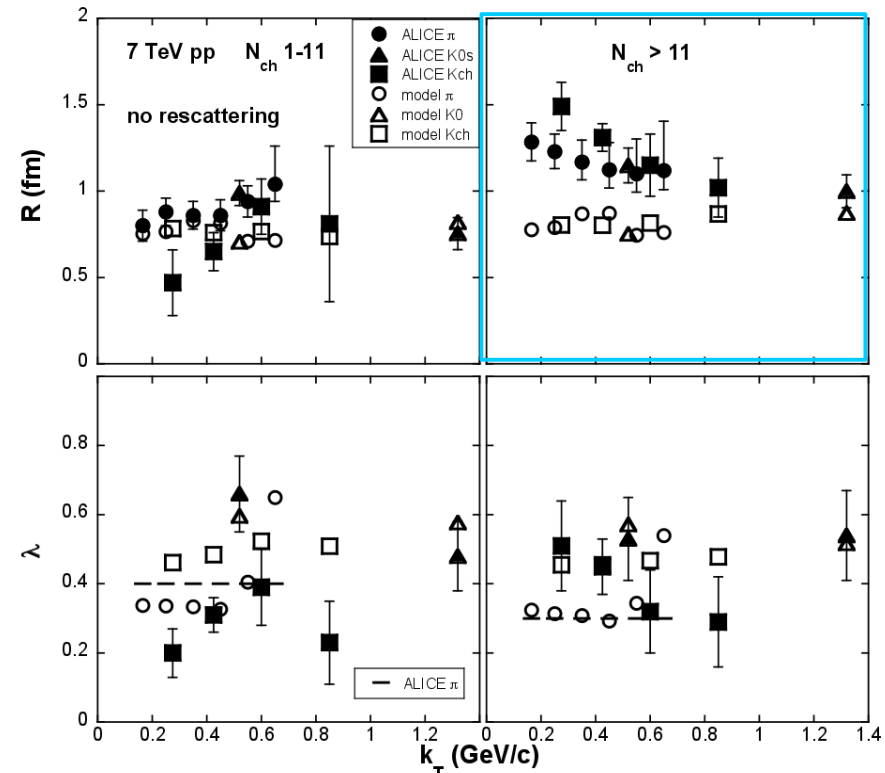 7 TeV pp N_ch 1-11
no rescattering
ALICE π
ALICE K0s
ALICE Kch
model π
model K0
model Kch
N_ch > 11
2
1.5
1
0.5
0
R (fm)
0.8
0.6
0.4
0.2
0
λ
ALICE π
0.2 0.4 0.6 0.8 1 1.2
0.2 0.4 0.6 0.8 1 1.2 1.4
k_T (GeV/c)